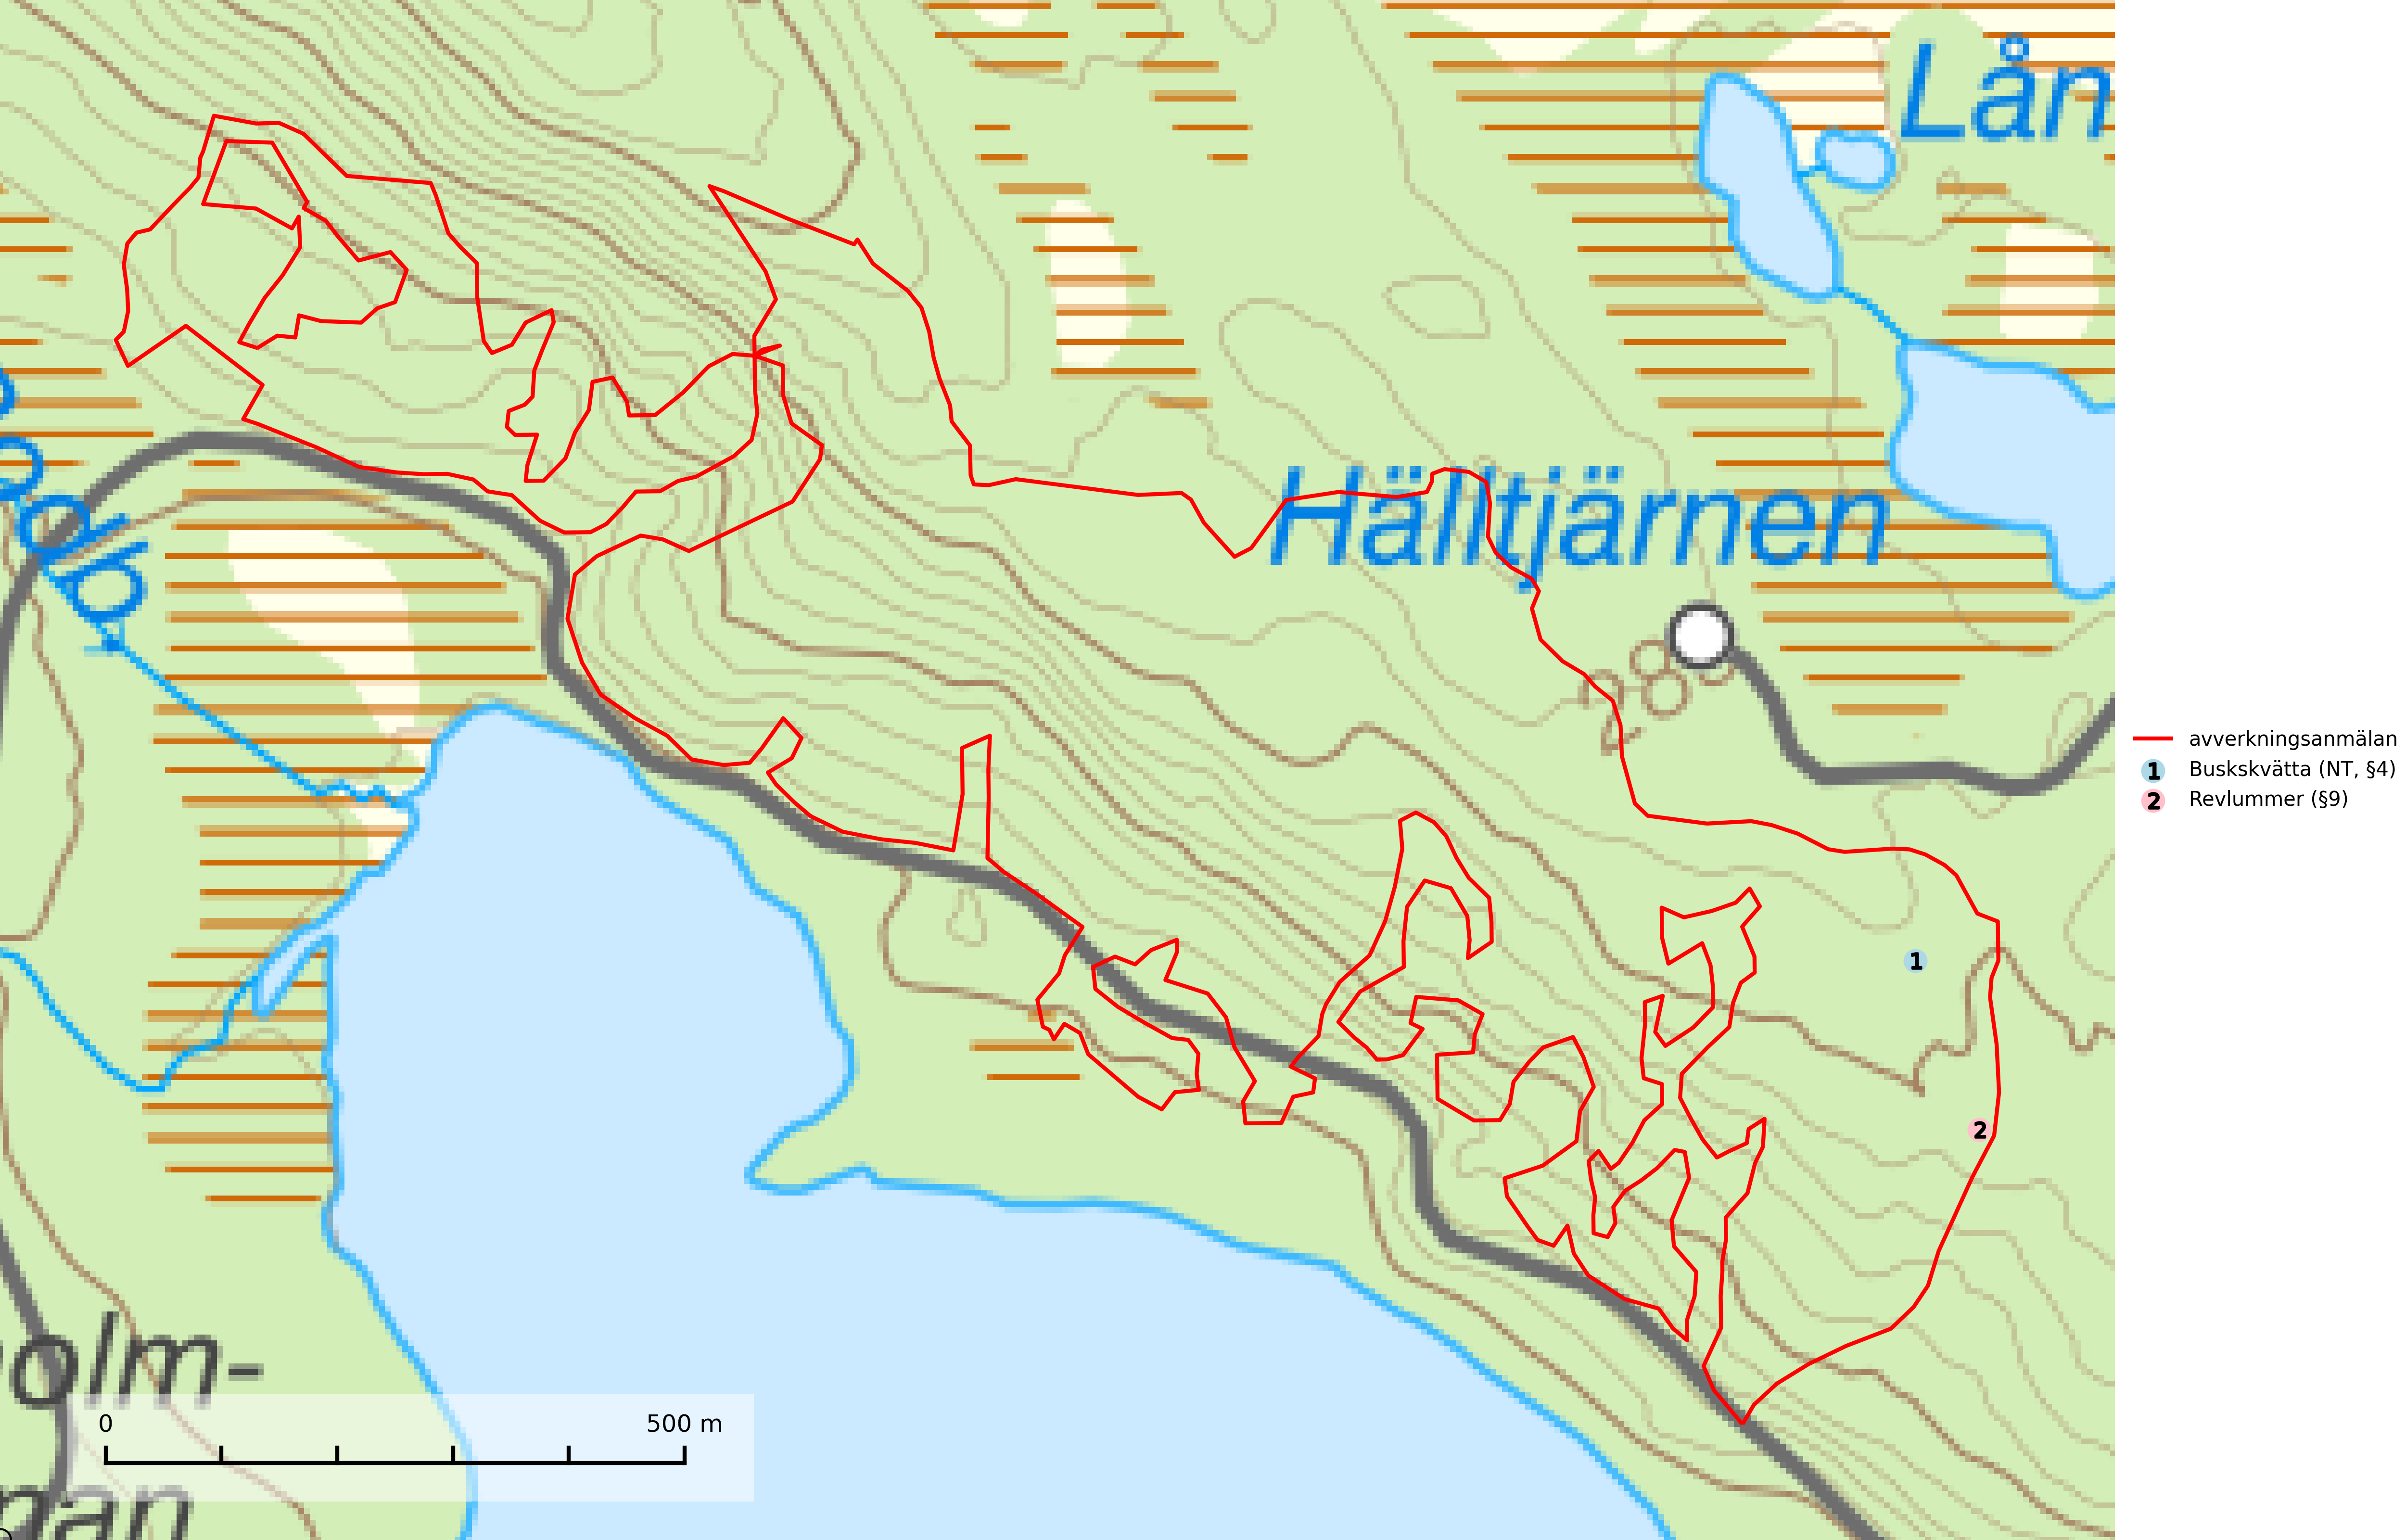 Lån
Hälltjärnen
olm-
0 500 m
avverkningsanmälan
1 Buskskvätta (NT, §4)
2 Revlummer (§9)
1
2